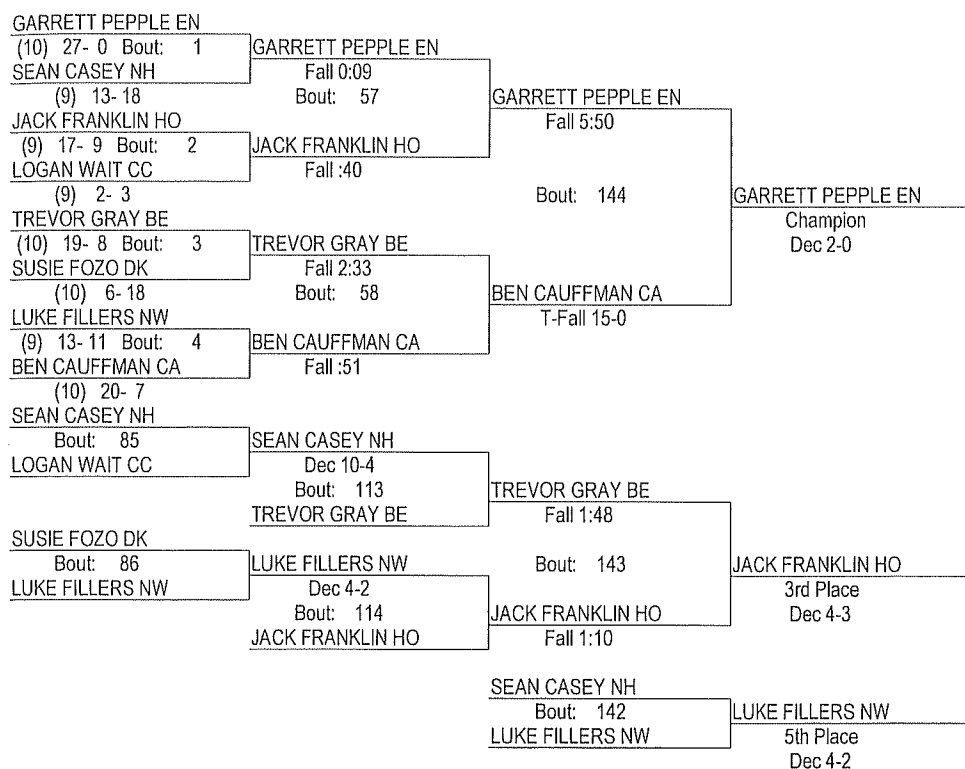 GARRETT PEPPLE EN
(10) 27- 0 Bout: 1
SEAN CASEY NH
(9) 13- 18
JACK FRANKLIN HO
(9) 17- 9 Bout: 2
LOGAN WAIT CC
(9) 2- 3
TREVOR GRAY BE
(10) 19- 8 Bout: 3
SUSIE FOZO DK
(10) 6- 18
LUKE FILLERS NW
(9) 13- 11 Bout: 4
BEN CAUFFMAN CA
(10) 20- 7
GARRETT PEPPLE EN
Fall 0:09
Bout: 57
JACK FRANKLIN HO
Fall :40
TREVOR GRAY BE
Fall 2:33
Bout: 58
BEN CAUFFMAN CA
Fall :51
GARRETT PEPPLE EN
Fall 5:50
Bout: 144
BEN CAUFFMAN CA
T-Fall 15-0
GARRETT PEPPLE EN
Champion
Dec 2-0
SEAN CASEY NH
Bout: 85
LOGAN WAIT CC
SUSIE FOZO DK
Bout: 86
LUKE FILLERS NW
SEAN CASEY NH
Dec 10-4
Bout: 113
TREVOR GRAY BE
LUKE FILLERS NW
Dec 4-2
Bout: 114
JACK FRANKLIN HO
TREVOR GRAY BE
Fall 1:48
Bout: 143
JACK FRANKLIN HO
Fall 1:10
JACK FRANKLIN HO
3rd Place
Dec 4-3
SEAN CASEY NH
Bout: 142
LUKE FILLERS NW
LUKE FILLERS NW
5th Place
Dec 4-2